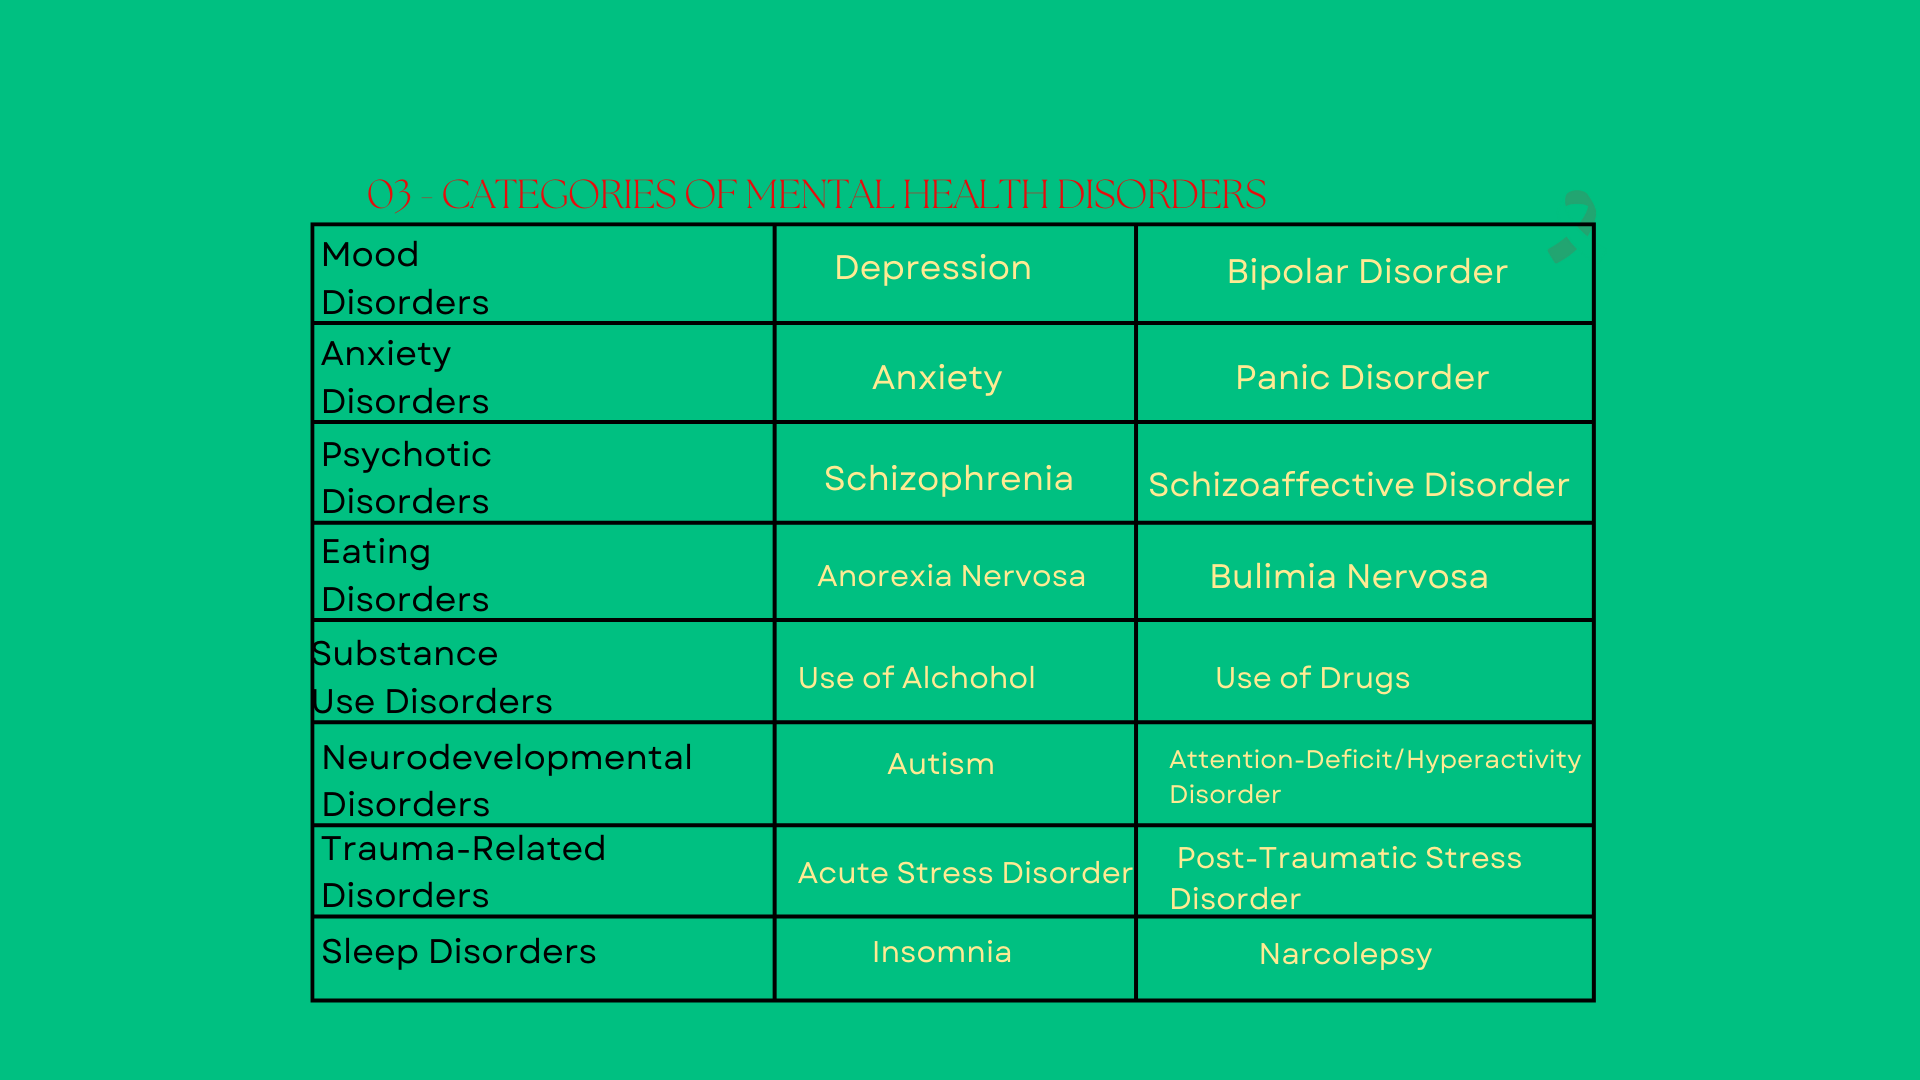 03 - CATEGORIES OF MENTAL HEALTH DISORDERS
?
Mood
Disorders
Depression
Bipolar Disorder
Anxiety
Disorders
Anxiety
Panic Disorder
Psychotic
Disorders
Schizophrenia
Schizoaffective Disorder
Eating
Disorders
Anorexia Nervosa
Bulimia Nervosa
Substance
Use Disorders
Use of Alchohol
Use of Drugs
Neurodevelopmental
Disorders
Autism
Attention-Deficit/Hyperactivity
Disorder
Trauma-Related
Disorders
Acute Stress Disorder
Post-Traumatic Stress
Disorder
Sleep Disorders
Insomnia
Narcolepsy